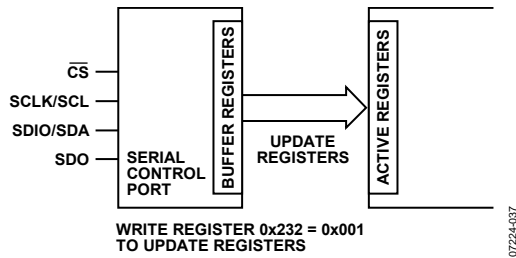 CS
SCLK/SCL
SDIO/SDA
SDO
SERIAL
CONTROL
PORT
BUFFER REGISTERS
UPDATE
REGISTERS
ACTIVE REGISTERS
WRITE REGISTER 0x232 = 0x001
TO UPDATE REGISTERS
07224-037